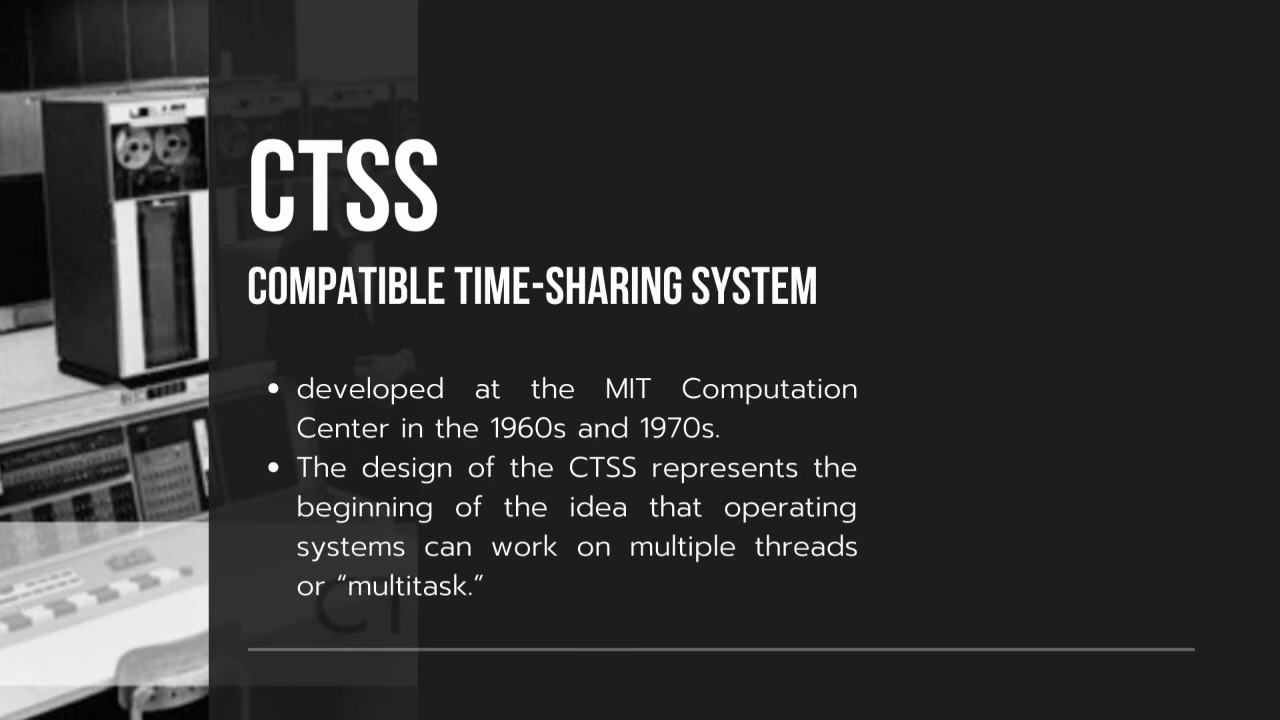 CTSS
COMPATIBLE TIME-SHARING SYSTEM
• developed at the MIT Computation
Center in the 1960s and 1970s.
• The design of the CTSS represents the
beginning of the idea that operating
systems can work on multiple threads
or “multitask.”